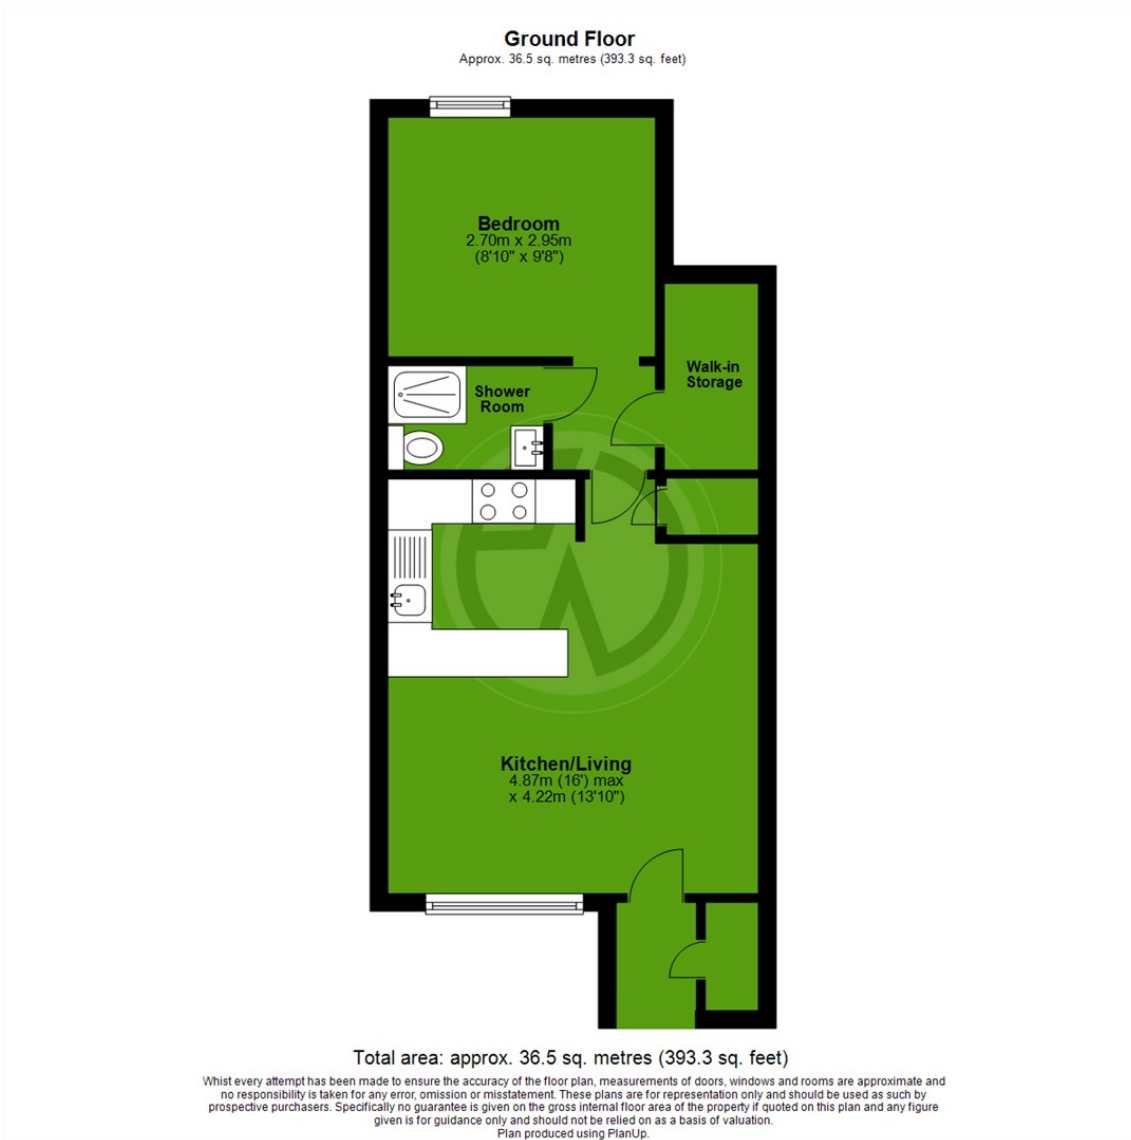 Ground Floor
Approx. 36.5 sq. metres (393.3 sq. feet)
Bedroom
2.70m x 2.95m
(8'10" x 9'8")
Walk-in
Storage
Shower
Room
Kitchen/Living
4.87m (16') max
x 4.22m (13'10")
Total area: approx. 36.5 sq. metres (393.3 sq. feet)
Whist every attempt has been made to ensure the accuracy of the floor plan, measurements of doors, windows and rooms are approximate and
no responsibility is taken for any error, omission or misstatement. These plans are for representation only and should be used as such by
prospective purchasers. Specifically no guarantee is given on the gross internal floor area of the property if quoted on this plan and any figure
given is for guidance only and should not be relied on as a basis of valuation.
Plan produced using PlanUp.